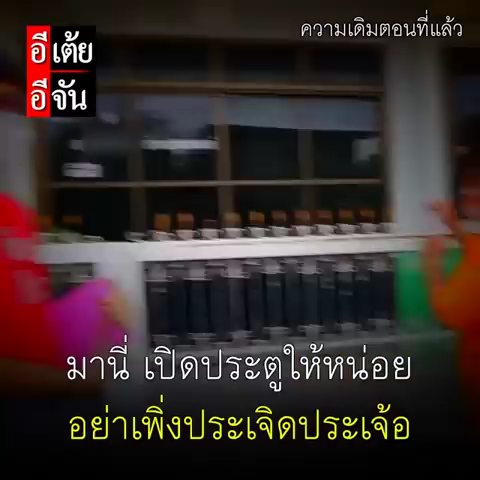 ความเดิมตอนที่แล้ว
อีเต้ย
อีจัน
มานี่ เปิดประตูให้หน่อย
อย่าเพิ่งประเจิดประเจ้อ